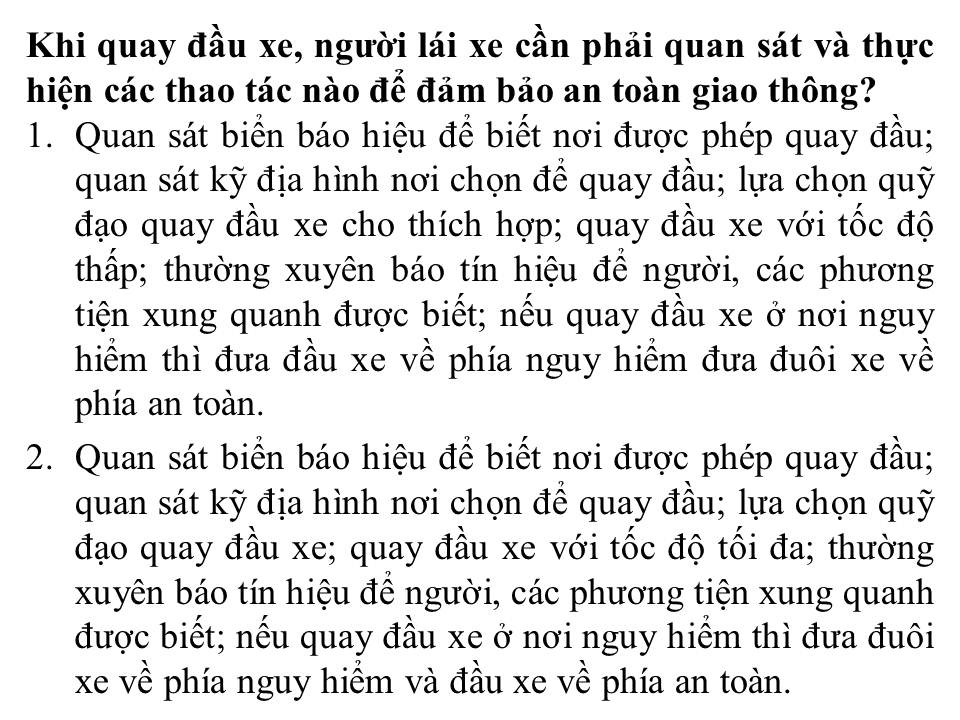 Khi quay đầu xe, người lái xe cần phải quan sát và thực
hiện các thao tác nào để đảm bảo an toàn giao thông?
1. Quan sát biển báo hiệu để biết nơi được phép quay đầu;
quan sát kỹ địa hình nơi chọn để quay đầu; lựa chọn quỹ
đạo quay đầu xe cho thích hợp; quay đầu xe với tốc độ
thấp; thường xuyên báo tín hiệu để người, các phương
tiện xung quanh được biết; nếu quay đầu xe ở nơi nguy
hiểm thì đưa đầu xe về phía nguy hiểm đưa đuôi xe về
phía an toàn.
2. Quan sát biển báo hiệu để biết nơi được phép quay đầu;
quan sát kỹ địa hình nơi chọn để quay đầu; lựa chọn quỹ
đạo quay đầu xe; quay đầu xe với tốc độ tối đa; thường
xuyên báo tín hiệu để người, các phương tiện xung quanh
được biết; nếu quay đầu xe ở nơi nguy hiểm thì đưa đuôi
xe về phía nguy hiểm và đầu xe về phía an toàn.